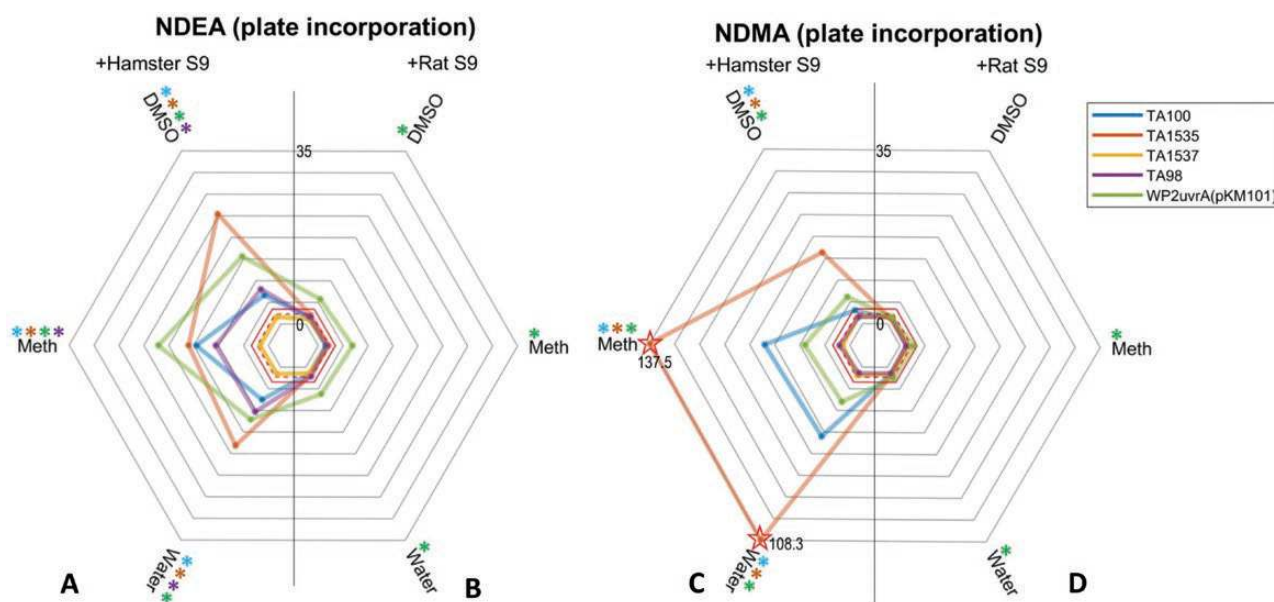 NDEA (plate incorporation)
+Hamster S9
+Rat S9
****
DMSO
*
DMSO
35
0
****
Meth
*
Meth
****
Water
*
Water
A
B
NDMA (plate incorporation)
+Hamster S9
+Rat S9
***
DMSO
DMSO
35
0
***
Meth
137.5
*
Meth
***
Water
108.3
*
Water
C
D
TA100
TA1535
TA1537
TA98
WP2uvrA(pKM101)